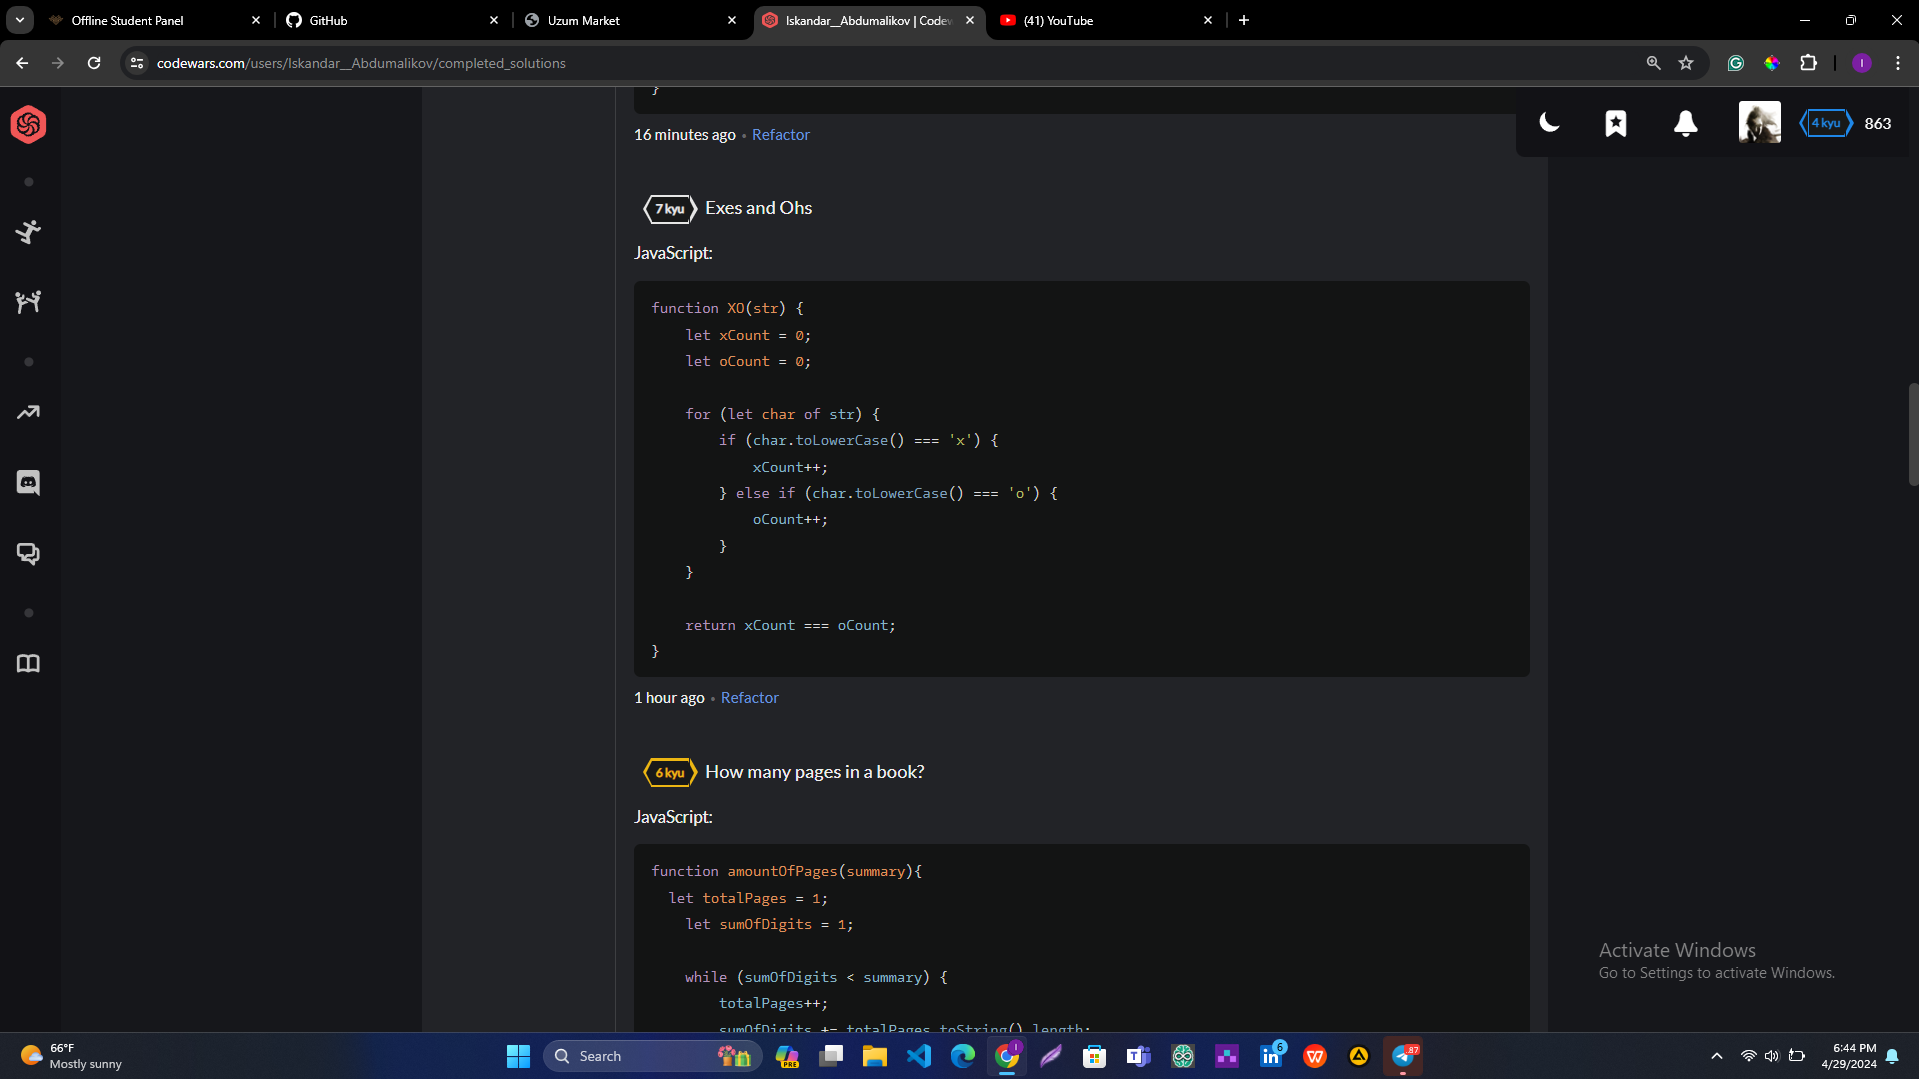 Offline Student Panel
GitHub
Uzum Market
Iskandar__Abdumalikov | Codew
(41) YouTube
codewars.com/users/Iskandar__Abdumalikov/completed_solutions
}
16 minutes ago • Refactor
4 kyu 863
7 kyu Exes and Ohs
JavaScript:
function XO(str) {
    let xCount = 0;
    let oCount = 0;
    for (let char of str) {
        if (char.toLowerCase() === 'x') {
            xCount++;
        } else if (char.toLowerCase() === 'o') {
            oCount++;
        }
    }
    return xCount === oCount;
}
1 hour ago • Refactor
6 kyu How many pages in a book?
JavaScript:
function amountOfPages(summary){
  let totalPages = 1;
    let sumOfDigits = 1;
    while (sumOfDigits < summary) {
        totalPages++;
        sumOfDigits += totalPages.toString().length;
Activate Windows
Go to Settings to activate Windows.
66°F
Mostly sunny
Search
PRE
6
87
6:44 PM
4/29/2024